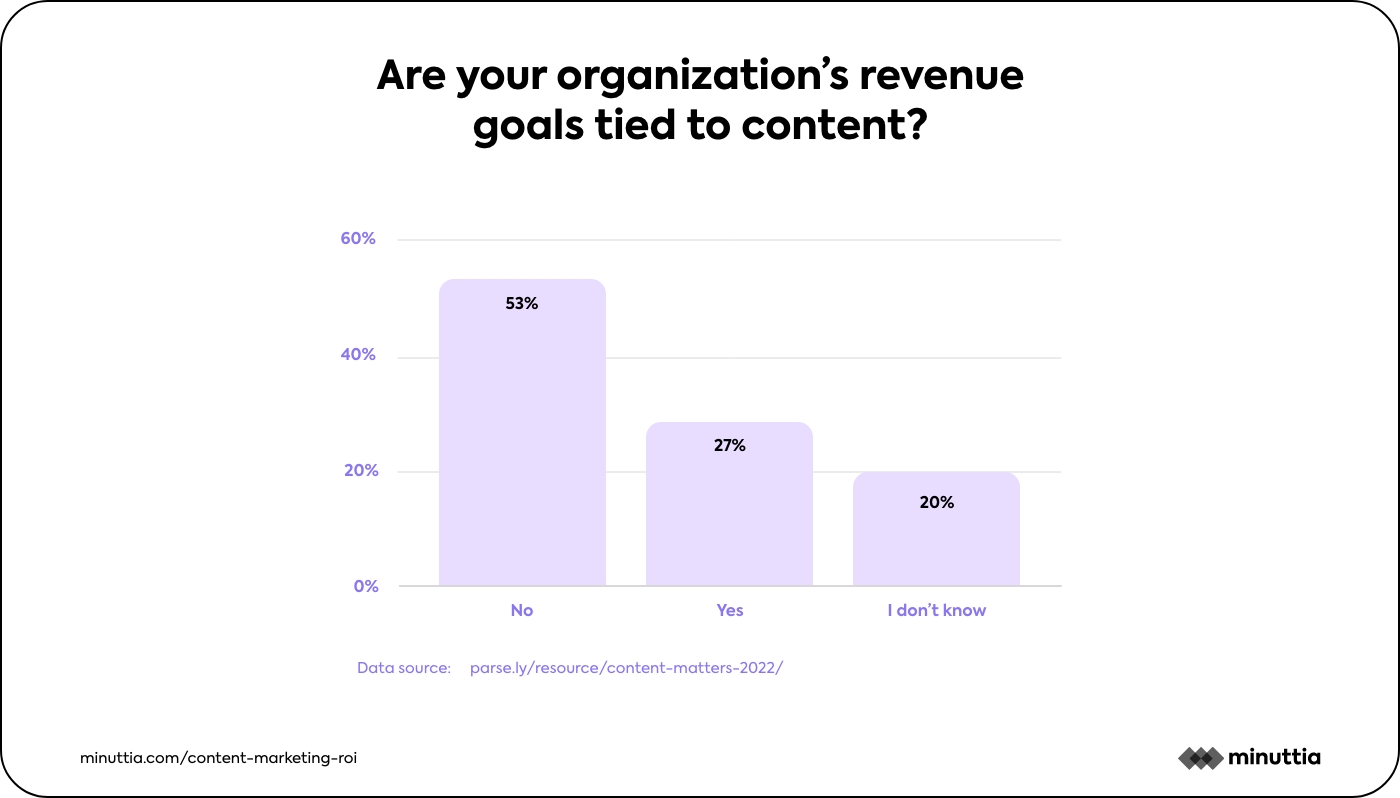 Are your organization’s revenue
goals tied to content?
60%
53%
40%
27%
20%
20%
0%
No
Yes
I don’t know
Data source: parse.ly/resource/content-matters-2022/
minuttia.com/content-marketing-roi
minuttia